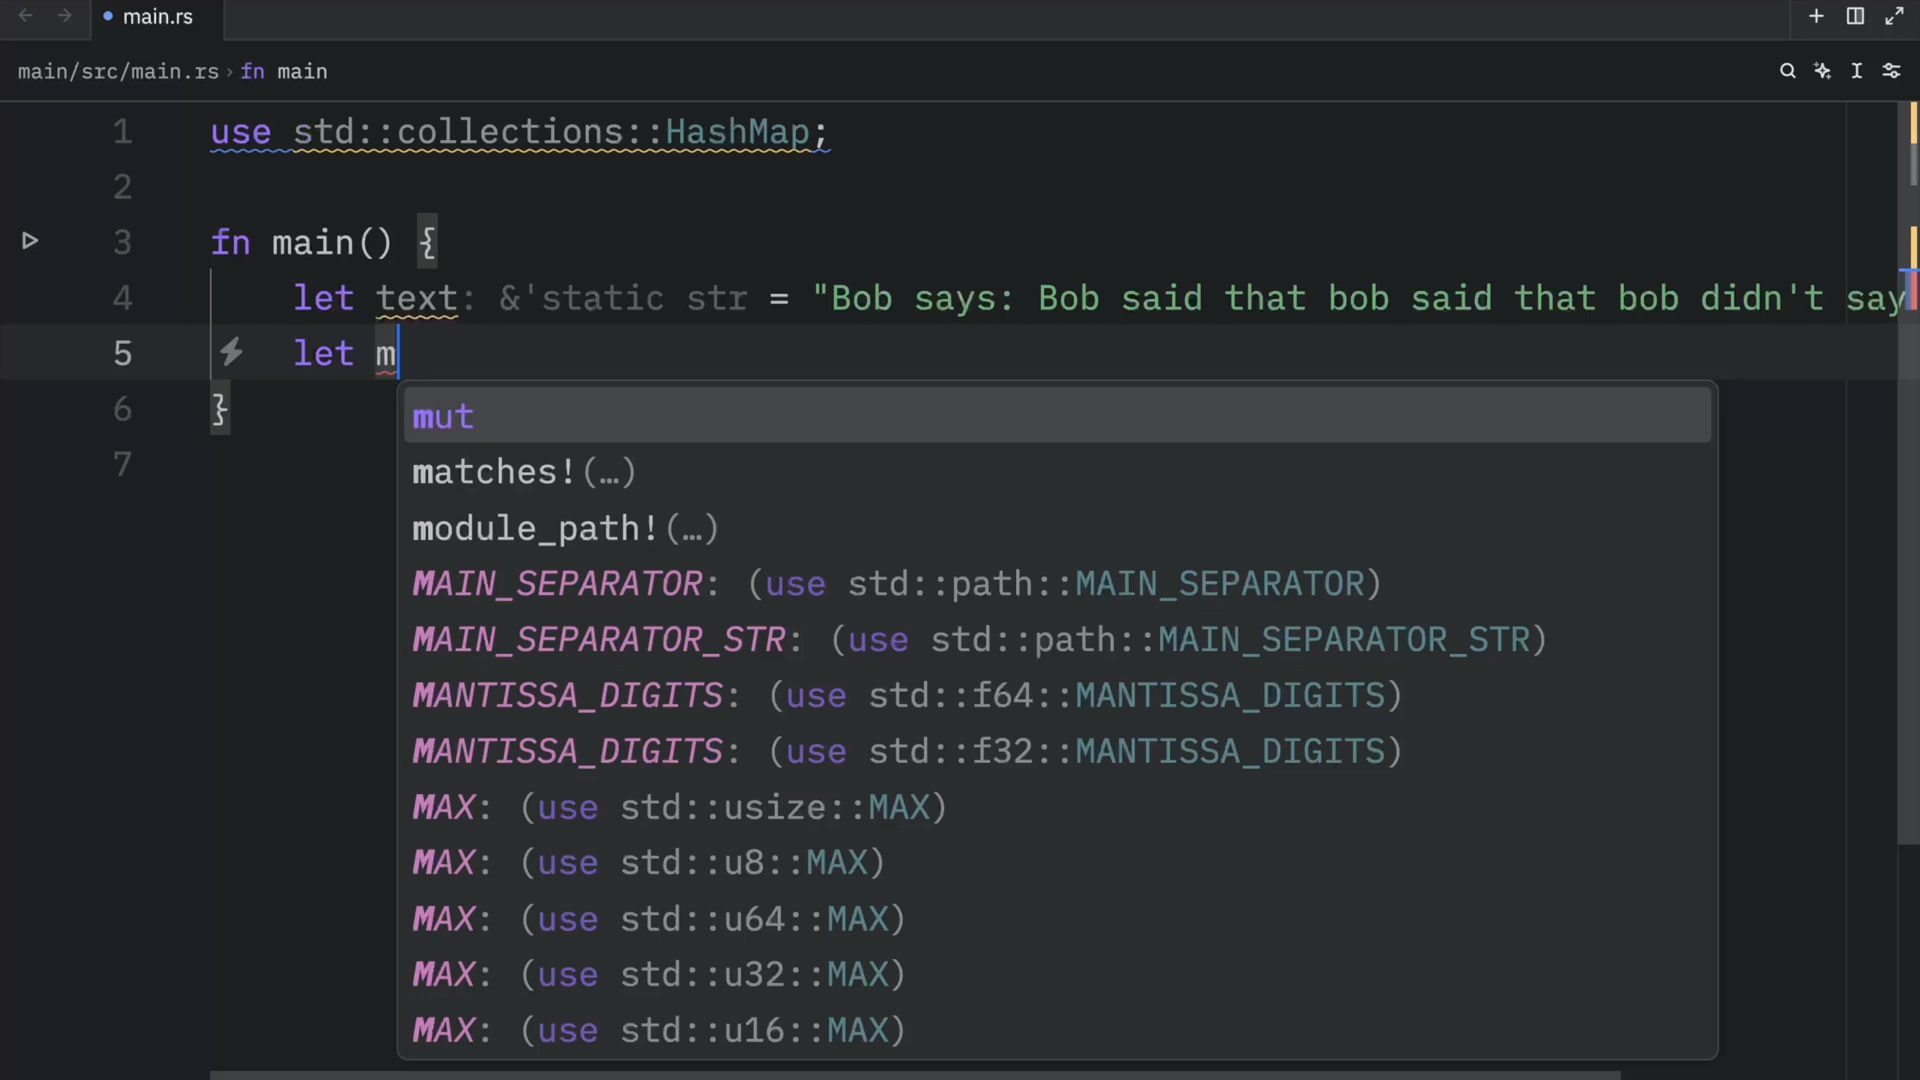 main.rs
main/src/main.rs › fn main
1 use std::collections::HashMap;
2
3 fn main() {
4 let text: &'static str = "Bob says: Bob said that bob said that bob didn't say
5 let m
6 }
7
mut
matches!(…)
module_path!(…)
MAIN_SEPARATOR: (use std::path::MAIN_SEPARATOR)
MAIN_SEPARATOR_STR: (use std::path::MAIN_SEPARATOR_STR)
MANTISSA_DIGITS: (use std::f64::MANTISSA_DIGITS)
MANTISSA_DIGITS: (use std::f32::MANTISSA_DIGITS)
MAX: (use std::usize::MAX)
MAX: (use std::u8::MAX)
MAX: (use std::u64::MAX)
MAX: (use std::u32::MAX)
MAX: (use std::u16::MAX)